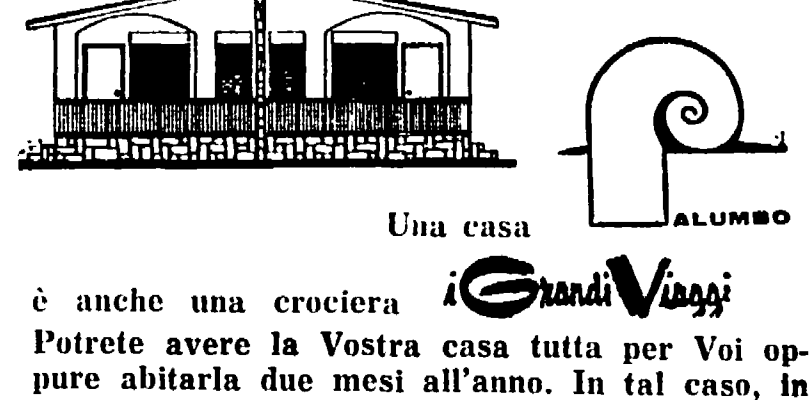 ALUMBO
Una casa
è anche una crociera i Grandi Viaggi
Potrete avere la Vostra casa tutta per Voi op-
pure abitarla due mesi all'anno. In tal caso, in